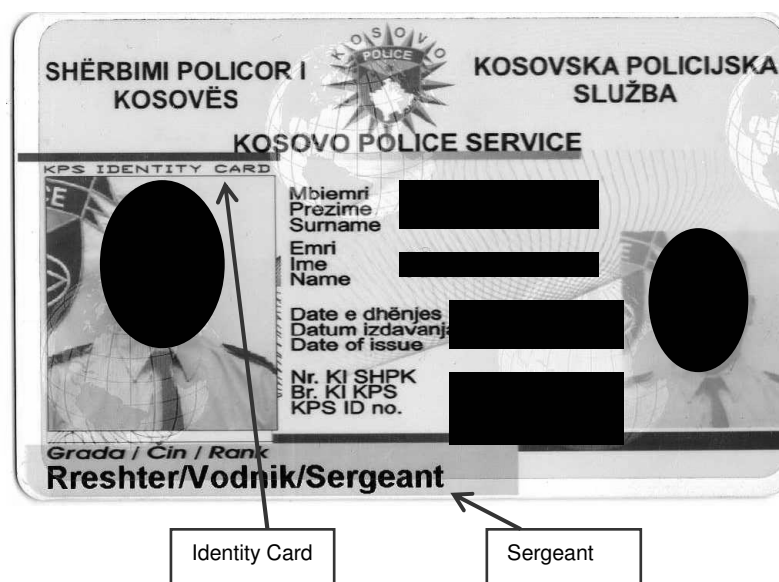 KOSOVO
POLICE
SHËRBIMI POLICOR I
KOSOVËS
KOSOVSKA POLICIJSKA
SLUŽBA
KOSOVO POLICE SERVICE
KPS IDENTITY CARD
CE
Mbiemri
Prezime
Surname
Emri
Ime
Name
Date e dhënjes
Datum izdavanja
Date of issue
Nr. KI SHPK
Br. KI KPS
KPS ID no.
Grada / Čin / Rank
Rreshter/Vodnik/Sergeant
Identity Card
Sergeant